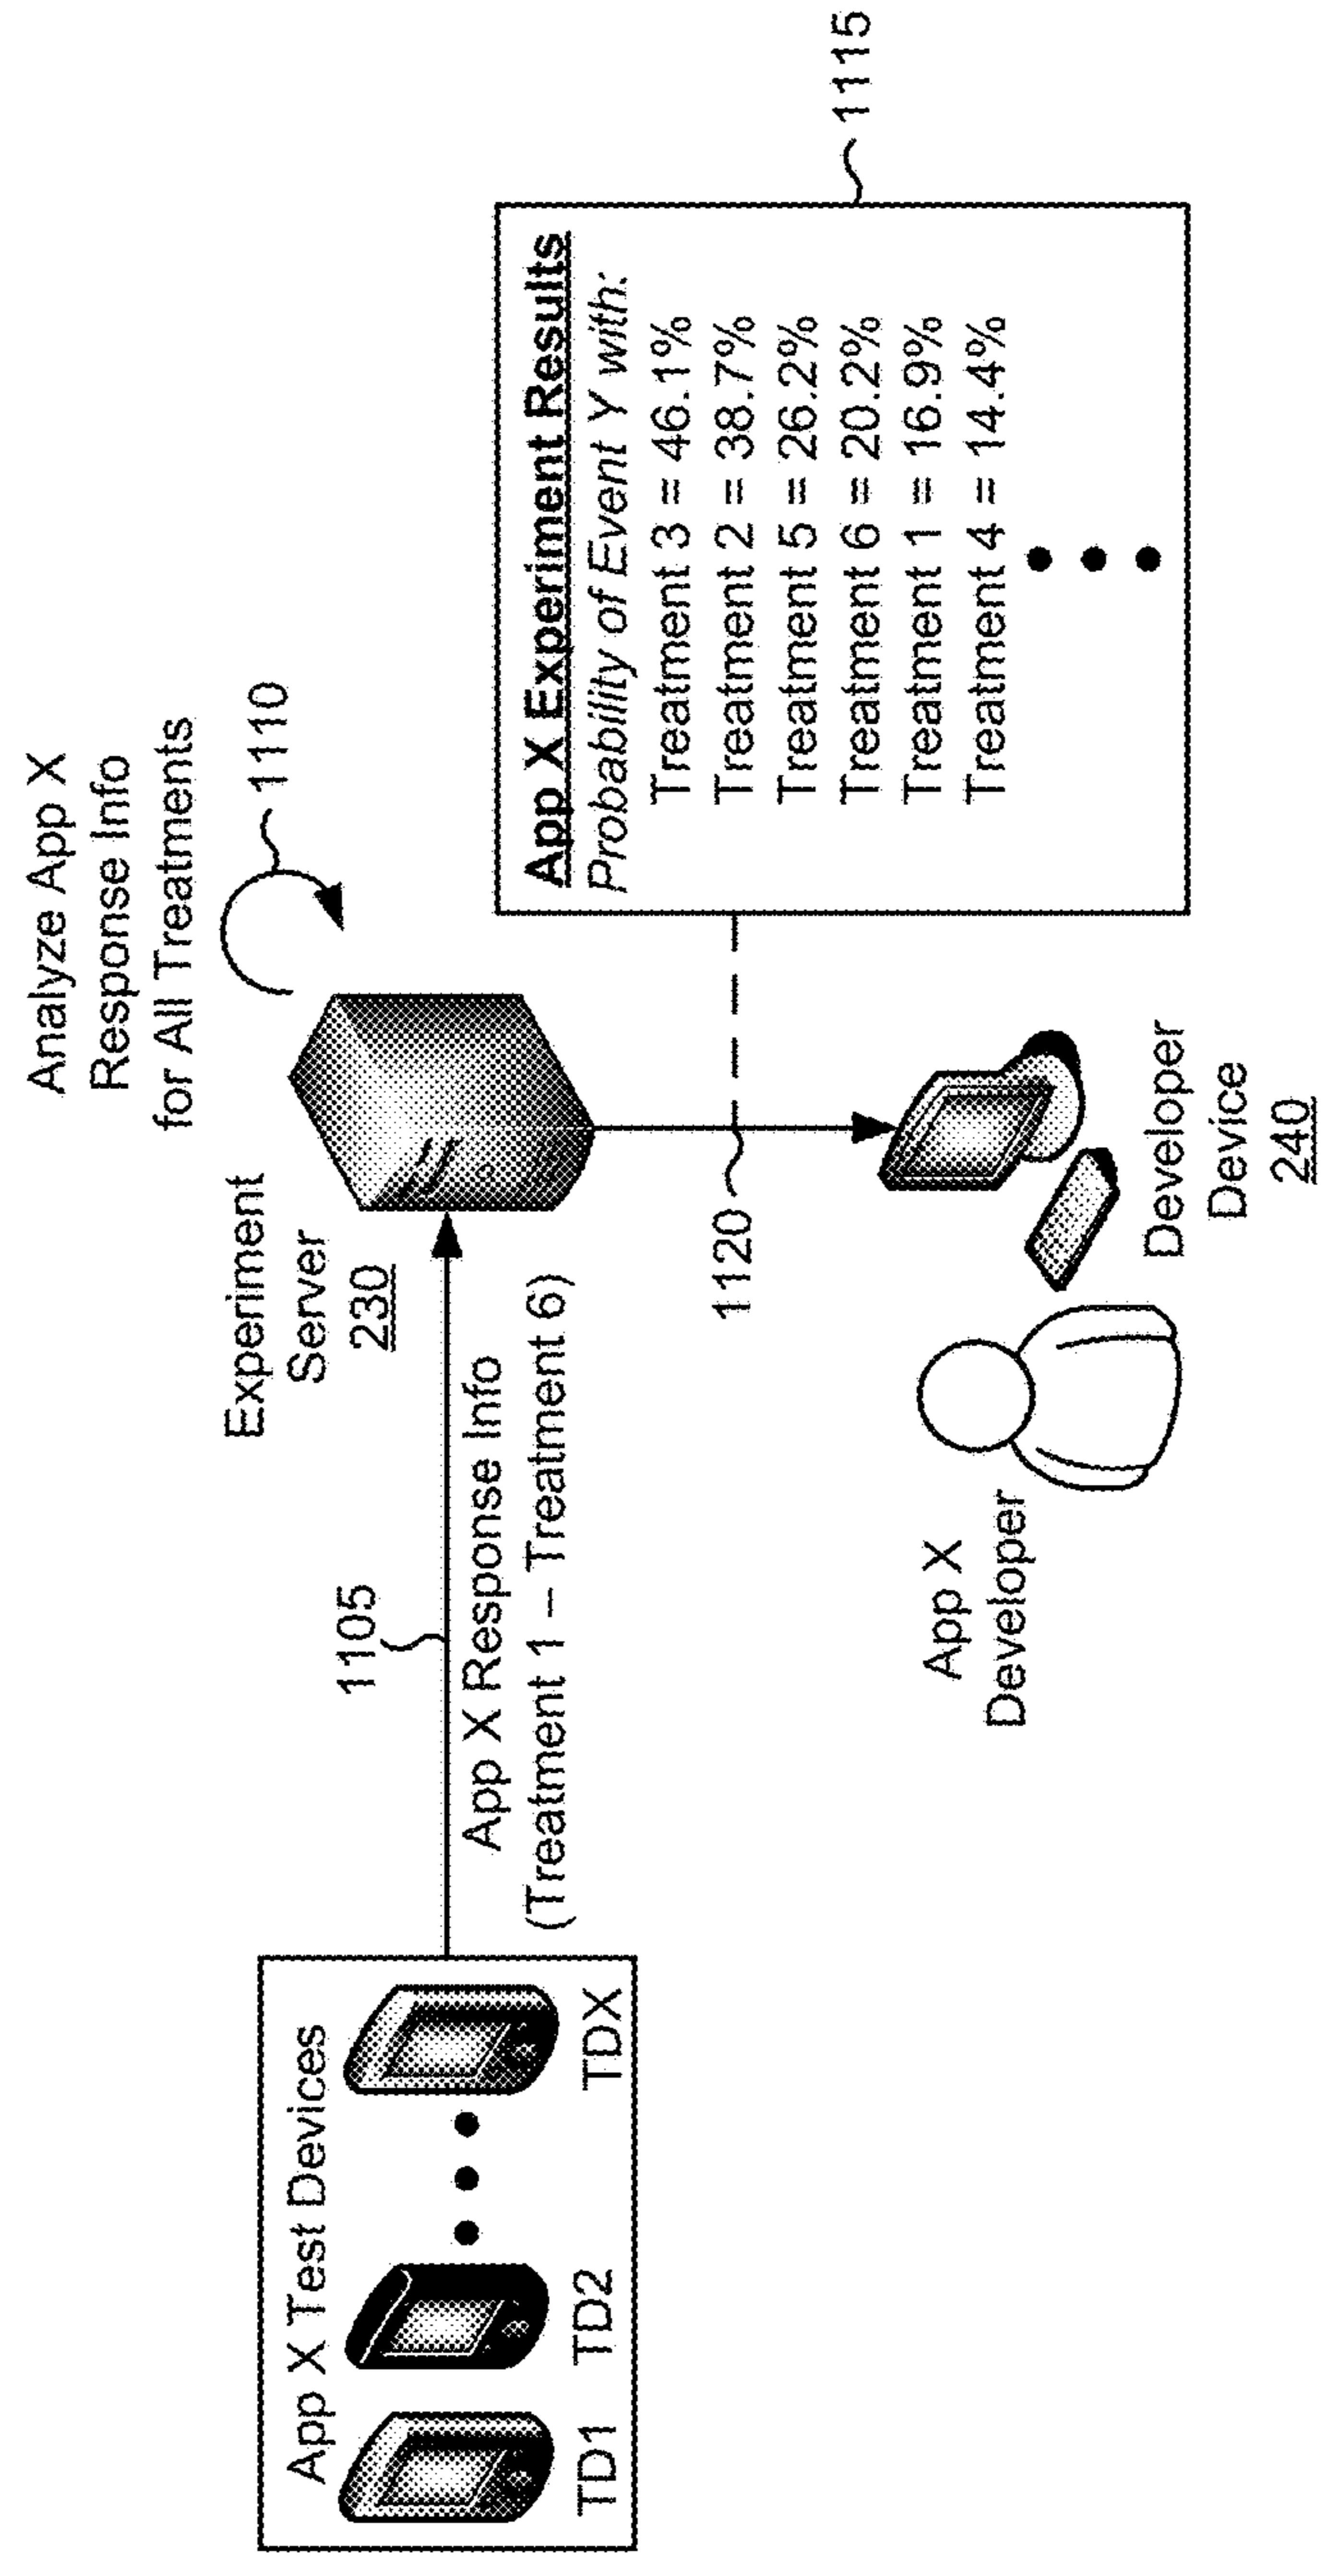 Analyze App X
Response Info
for All Treatments
1110
Experiment
Server
230
App X Test Devices
TD1
TD2
TDX
1105
App X Response Info
(Treatment 1 – Treatment 6)
App X Experiment Results
Probability of Event Y with:
Treatment 3 = 46.1%
Treatment 2 = 38.7%
Treatment 5 = 26.2%
Treatment 6 = 20.2%
Treatment 1 = 16.9%
Treatment 4 = 14.4%
1115
1120
App X
Developer
Developer
Device
240